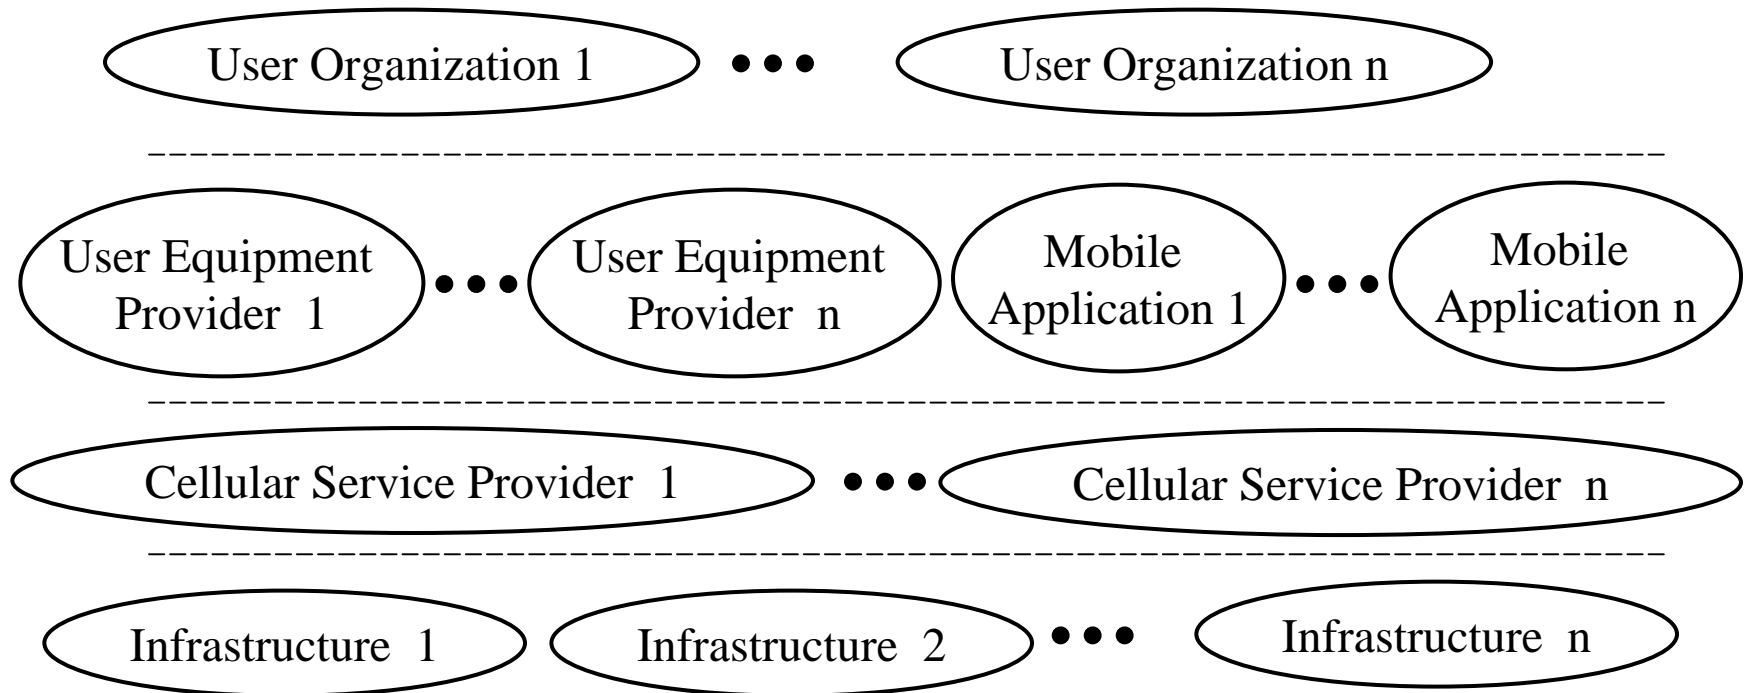 User Organization 1 ••• User Organization n
User Equipment Provider 1 ••• User Equipment Provider n Mobile Application 1 ••• Mobile Application n
Cellular Service Provider 1 ••• Cellular Service Provider n
Infrastructure 1 Infrastructure 2 ••• Infrastructure n